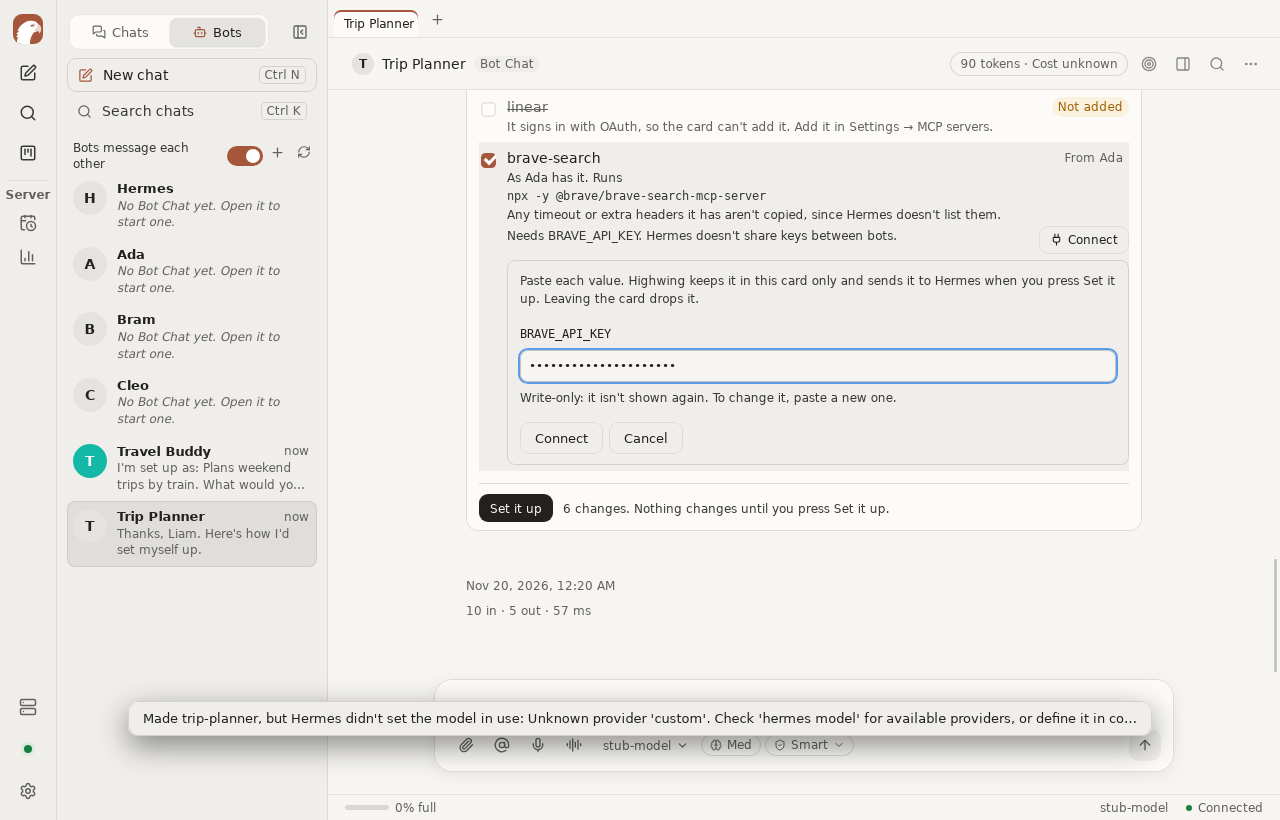 Chats
Bots
New chat
Ctrl N
Search chats
Ctrl K
Bots message each
other
Server
H
Hermes
No Bot Chat yet. Open it to
start one.
A
Ada
No Bot Chat yet. Open it to
start one.
B
Bram
No Bot Chat yet. Open it to
start one.
C
Cleo
No Bot Chat yet. Open it to
start one.
T
Travel Buddy
now
I'm set up as: Plans weekend
trips by train. What would yo…
T
Trip Planner
now
Thanks, Liam. Here's how I'd
set myself up.
Trip Planner
T
Trip Planner
Bot Chat
90 tokens · Cost unknown
linear
Not added
It signs in with OAuth, so the card can't add it. Add it in Settings → MCP servers.
brave-search
From Ada
As Ada has it. Runs
npx -y @brave/brave-search-mcp-server
Any timeout or extra headers it has aren't copied, since Hermes doesn't list them.
Needs BRAVE_API_KEY. Hermes doesn't share keys between bots.
Connect
Paste each value. Highwing keeps it in this card only and sends it to Hermes when you press Set it
up. Leaving the card drops it.
BRAVE_API_KEY
•••••••••••••••••••••
Write-only: it isn't shown again. To change it, paste a new one.
Connect
Cancel
Set it up
6 changes. Nothing changes until you press Set it up.
Nov 20, 2026, 12:20 AM
10 in · 5 out · 57 ms
Made trip-planner, but Hermes didn't set the model in use: Unknown provider 'custom'. Check 'hermes model' for available providers, or define it in co…
stub-model
Med
Smart
0% full
stub-model
Connected